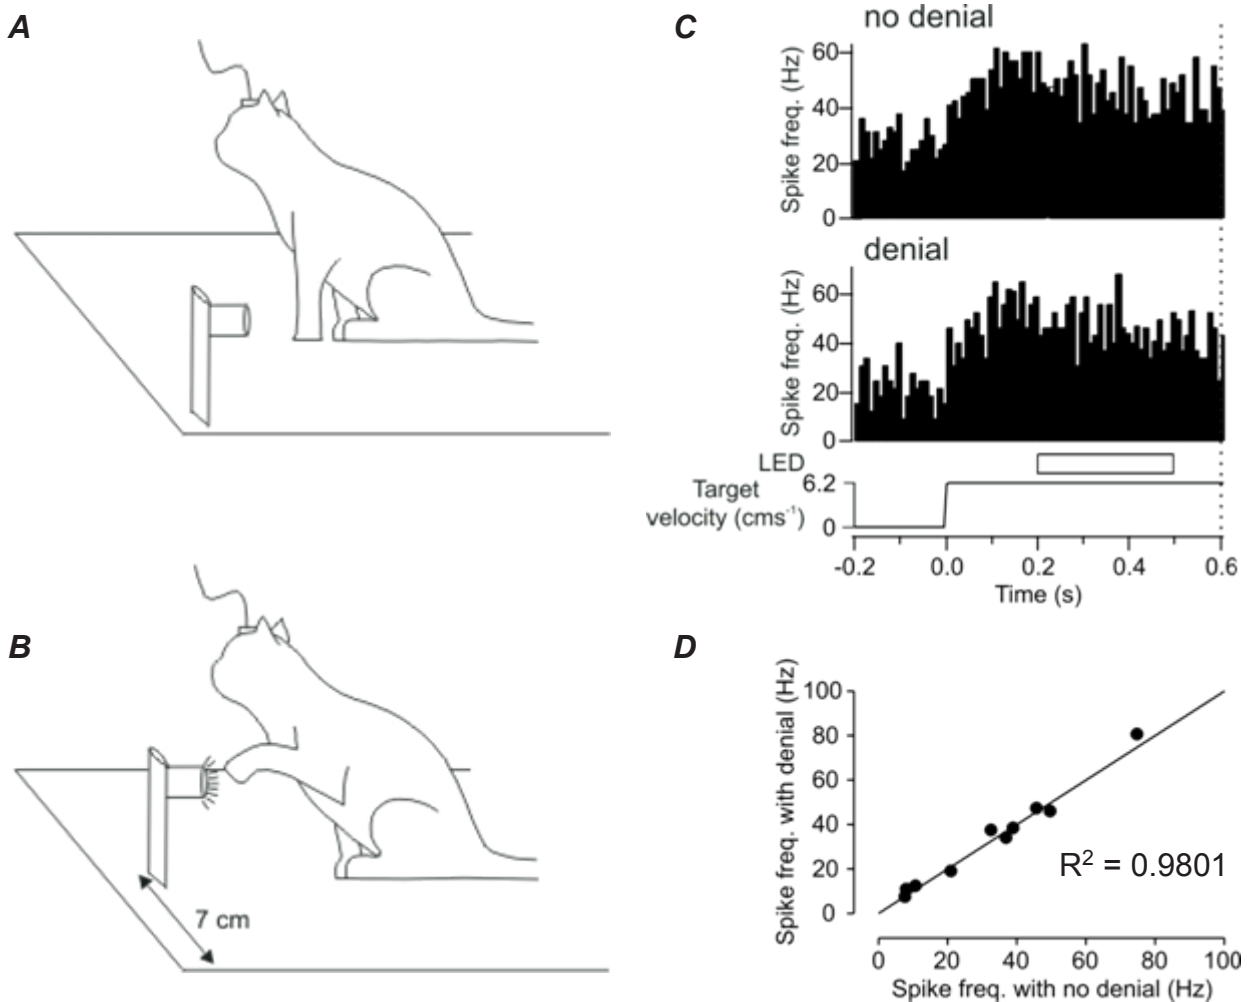 A
B
7 cm
C
no denial
Spike freq. (Hz)
60
40
20
0
denial
Spike freq. (Hz)
60
40
20
0
LED
Target
velocity (cms⁻¹)
6.2
0
-0.2 0.0 0.2 0.4 0.6
Time (s)
D
Spike freq. with denial (Hz)
100
80
60
40
20
0
R² = 0.9801
0 20 40 60 80 100
Spike freq. with no denial (Hz)